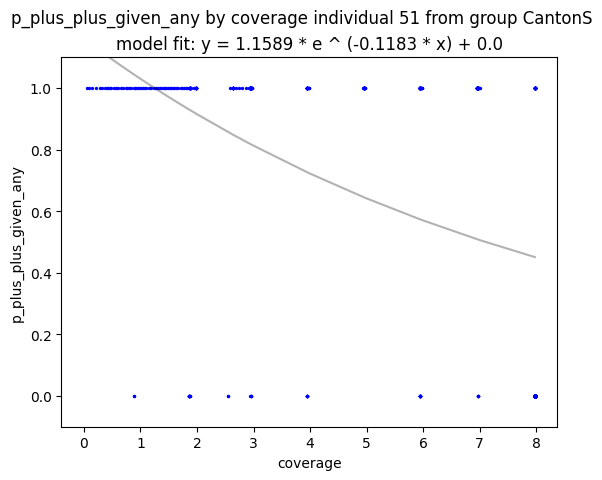 p_plus_plus_given_any by coverage individual 51 from group CantonS
model fit: y = 1.1589 * e ^ (-0.1183 * x) + 0.0
1.0
0.8
0.6
0.4
0.2
0.0
p_plus_plus_given_any
0 1 2 3 4 5 6 7 8
coverage